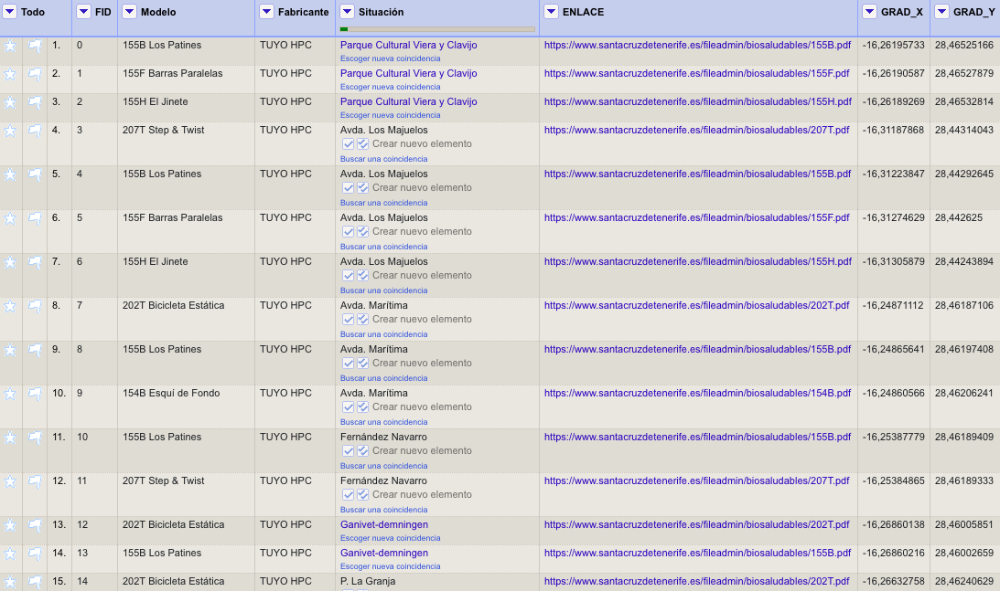 Todo FID Modelo Fabricante Situación ENLACE GRAD_X GRAD_Y
1. 0 155B Los Patines TUYO HPC Parque Cultural Viera y Clavijo https://www.santacruzdetenerife.es/fileadmin/biosaludables/155B.pdf -16,26195733 28,46525166
Escoger nueva coincidencia
2. 1 155F Barras Paralelas TUYO HPC Parque Cultural Viera y Clavijo https://www.santacruzdetenerife.es/fileadmin/biosaludables/155F.pdf -16,26190587 28,46527879
Escoger nueva coincidencia
3. 2 155H El Jinete TUYO HPC Parque Cultural Viera y Clavijo https://www.santacruzdetenerife.es/fileadmin/biosaludables/155H.pdf -16,26189269 28,46532814
Escoger nueva coincidencia
4. 3 207T Step & Twist TUYO HPC Avda. Los Majuelos https://www.santacruzdetenerife.es/fileadmin/biosaludables/207T.pdf -16,31187868 28,44314043
Crear nuevo elemento
Buscar una coincidencia
5. 4 155B Los Patines TUYO HPC Avda. Los Majuelos https://www.santacruzdetenerife.es/fileadmin/biosaludables/155B.pdf -16,31223847 28,44292645
Crear nuevo elemento
Buscar una coincidencia
6. 5 155F Barras Paralelas TUYO HPC Avda. Los Majuelos https://www.santacruzdetenerife.es/fileadmin/biosaludables/155F.pdf -16,31274629 28,442625
Crear nuevo elemento
Buscar una coincidencia
7. 6 155H El Jinete TUYO HPC Avda. Los Majuelos https://www.santacruzdetenerife.es/fileadmin/biosaludables/155H.pdf -16,31305879 28,44243894
Crear nuevo elemento
Buscar una coincidencia
8. 7 202T Bicicleta Estática TUYO HPC Avda. Marítima https://www.santacruzdetenerife.es/fileadmin/biosaludables/202T.pdf -16,24871112 28,46187106
Crear nuevo elemento
Buscar una coincidencia
9. 8 155B Los Patines TUYO HPC Avda. Marítima https://www.santacruzdetenerife.es/fileadmin/biosaludables/155B.pdf -16,24865641 28,46197408
Crear nuevo elemento
Buscar una coincidencia
10. 9 154B Esquí de Fondo TUYO HPC Avda. Marítima https://www.santacruzdetenerife.es/fileadmin/biosaludables/154B.pdf -16,24860566 28,46206241
Crear nuevo elemento
Buscar una coincidencia
11. 10 155B Los Patines TUYO HPC Fernández Navarro https://www.santacruzdetenerife.es/fileadmin/biosaludables/155B.pdf -16,25387779 28,46189409
Crear nuevo elemento
Buscar una coincidencia
12. 11 207T Step & Twist TUYO HPC Fernández Navarro https://www.santacruzdetenerife.es/fileadmin/biosaludables/207T.pdf -16,25384865 28,46189333
Crear nuevo elemento
Buscar una coincidencia
13. 12 202T Bicicleta Estática TUYO HPC Ganivet-demningen https://www.santacruzdetenerife.es/fileadmin/biosaludables/202T.pdf -16,26860138 28,46005851
Escoger nueva coincidencia
14. 13 155B Los Patines TUYO HPC Ganivet-demningen https://www.santacruzdetenerife.es/fileadmin/biosaludables/155B.pdf -16,26860216 28,46002659
Escoger nueva coincidencia
15. 14 202T Bicicleta Estática TUYO HPC P. La Granja https://www.santacruzdetenerife.es/fileadmin/biosaludables/202T.pdf -16,26632758 28,46240629